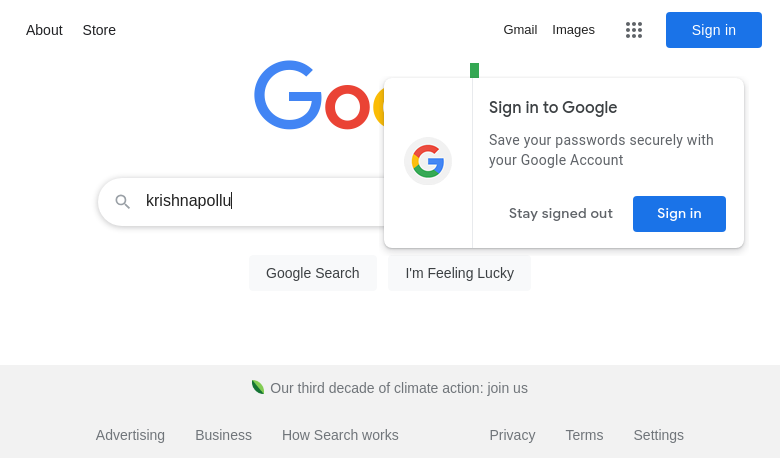 About Store Gmail Images Sign in
Sign in to Google
Save your passwords securely with
your Google Account
Stay signed out Sign in
krishnapollu
Google Search I'm Feeling Lucky
Our third decade of climate action: join us
Advertising Business How Search works Privacy Terms Settings